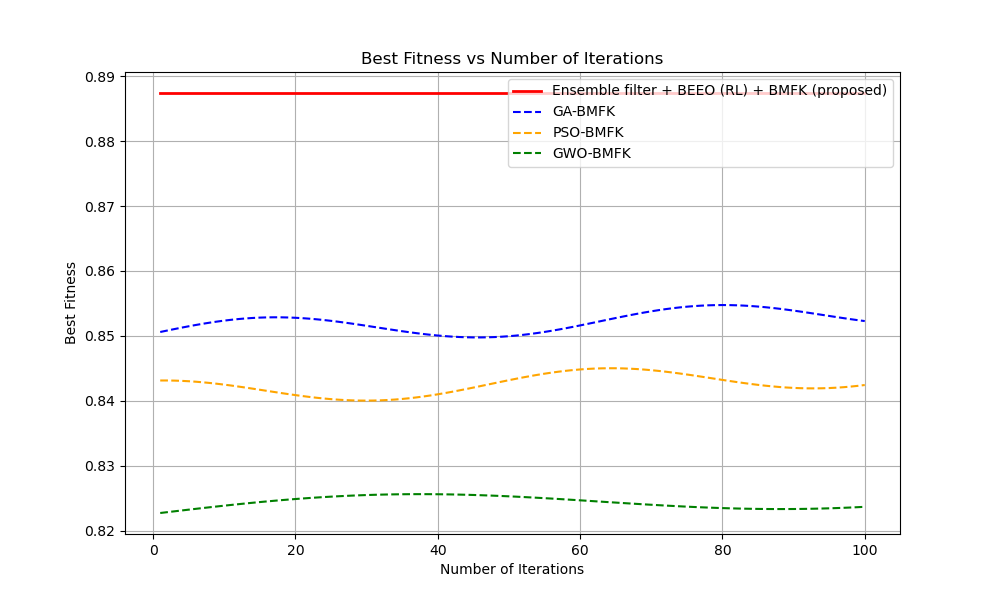 Best Fitness vs Number of Iterations
0.89
0.88
0.87
0.86
0.85
0.84
0.83
0.82
Best Fitness
Ensemble filter + BEEO (RL) + BMFK (proposed)
GA-BMFK
PSO-BMFK
GWO-BMFK
0 20 40 60 80 100
Number of Iterations